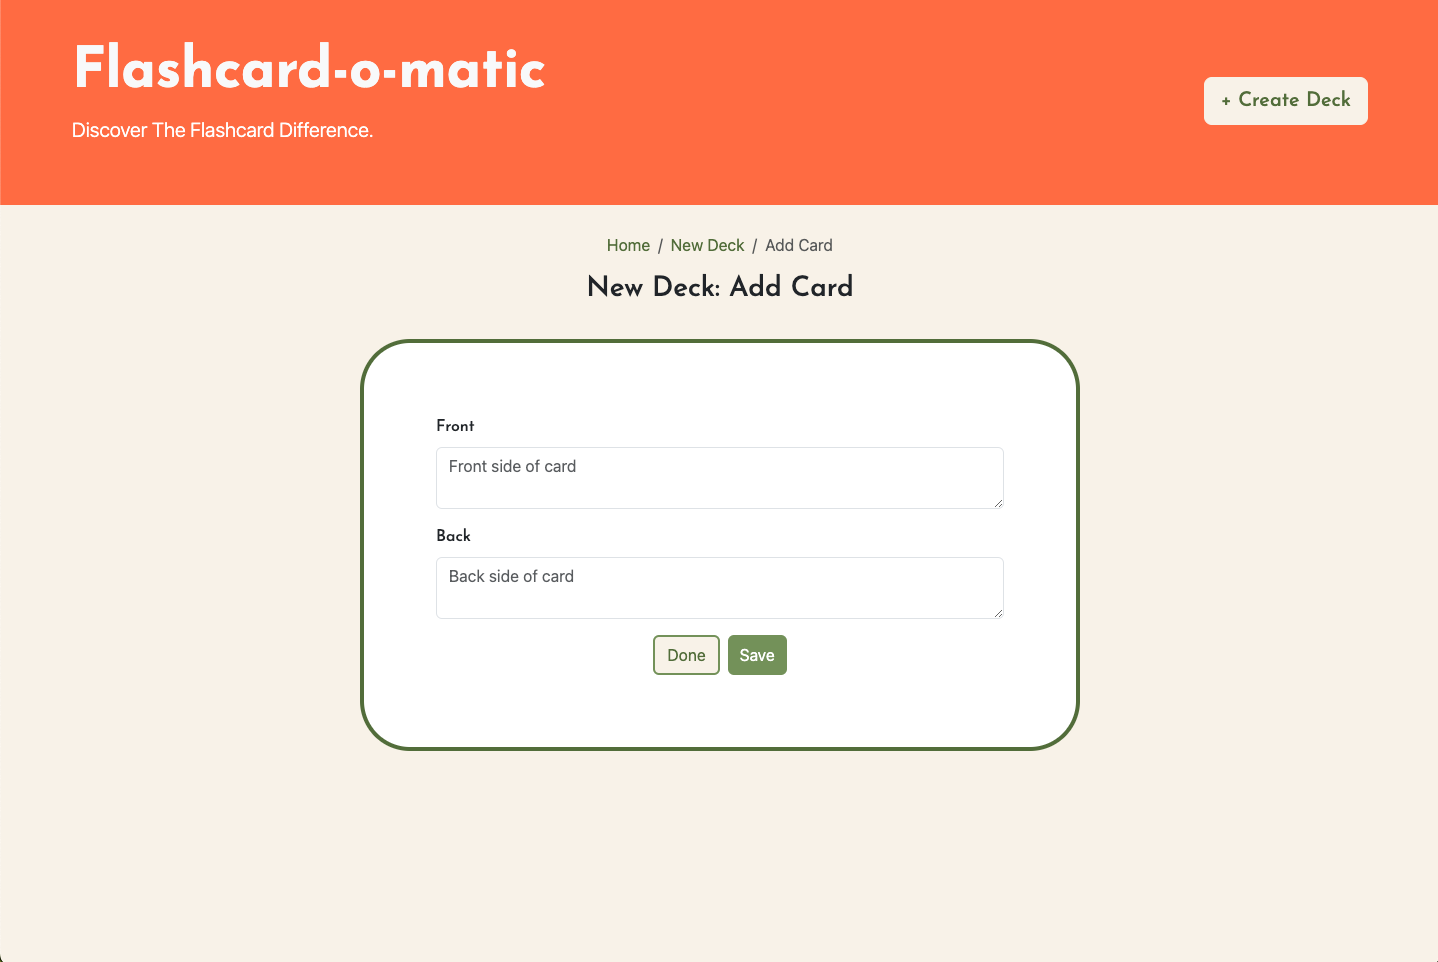 Flashcard-o-matic
Discover The Flashcard Difference.
+ Create Deck
Home / New Deck / Add Card
New Deck: Add Card
Front
Front side of card
Back
Back side of card
Done Save